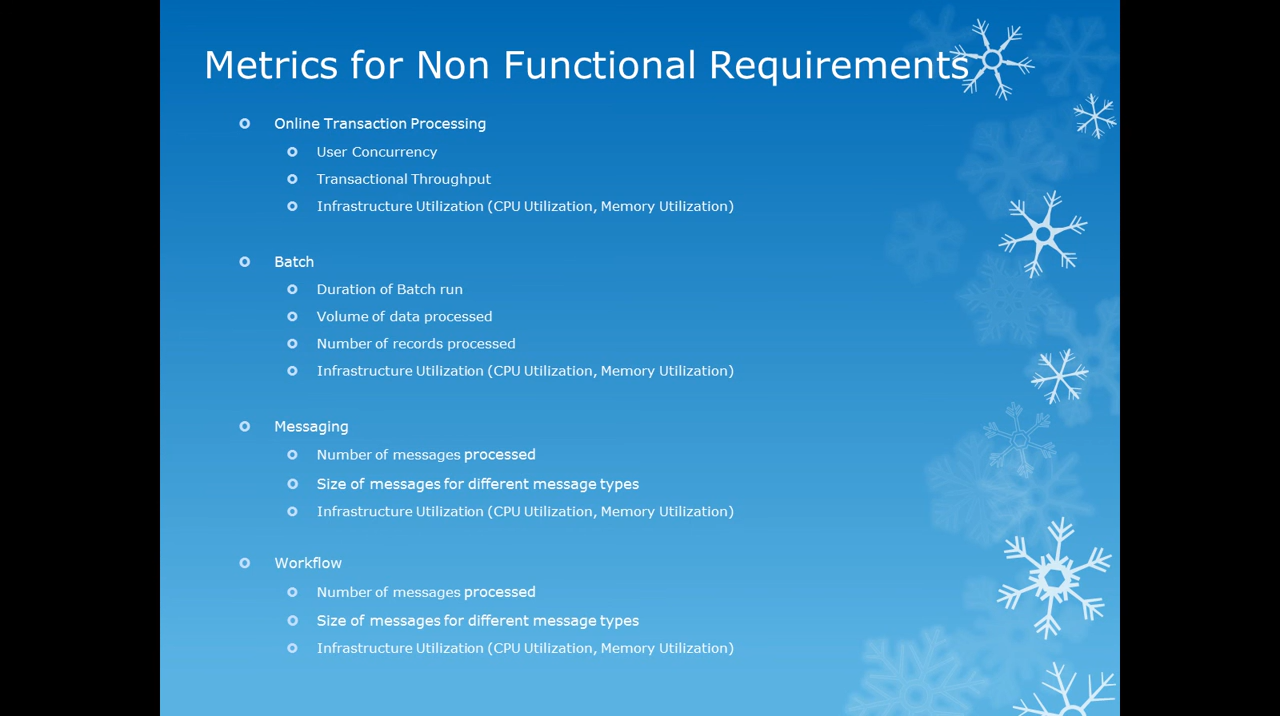 Metrics for Non Functional Requirements
Online Transaction Processing
User Concurrency
Transactional Throughput
Infrastructure Utilization (CPU Utilization, Memory Utilization)
Batch
Duration of Batch run
Volume of data processed
Number of records processed
Infrastructure Utilization (CPU Utilization, Memory Utilization)
Messaging
Number of messages processed
Size of messages for different message types
Infrastructure Utilization (CPU Utilization, Memory Utilization)
Workflow
Number of messages processed
Size of messages for different message types
Infrastructure Utilization (CPU Utilization, Memory Utilization)